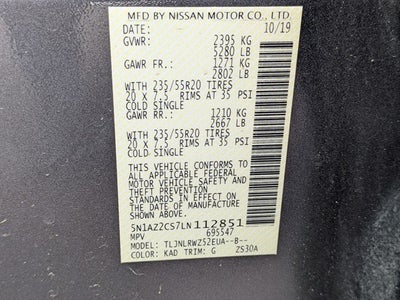 MFD BY NISSAN MOTOR CO., LTD.
DATE: 10/19
GVWR: 2395 KG
5280 LB
GAWR FR.: 1271 KG
2802 LB
WITH 235/55R20 TIRES
20 X 7.5 RIMS AT 35 PSI
COLD SINGLE
GAWR RR.: 1210 KG
2667 LB
WITH 235/55R20 TIRES
20 X 7.5 RIMS AT 35 PSI
COLD SINGLE
THIS VEHICLE CONFORMS TO
ALL APPLICABLE FEDERAL
MOTOR VEHICLE SAFETY AND
THEFT PREVENTION
STANDARDS IN EFFECT ON
THE DATE OF MANUFACTURE
SHOWN ABOVE.
5N1AZ2CS7LN112851
MPV 695547
MODEL: TLJNLRWZ52EUA--B--
COLOR: KAD TRIM: G ZS30A